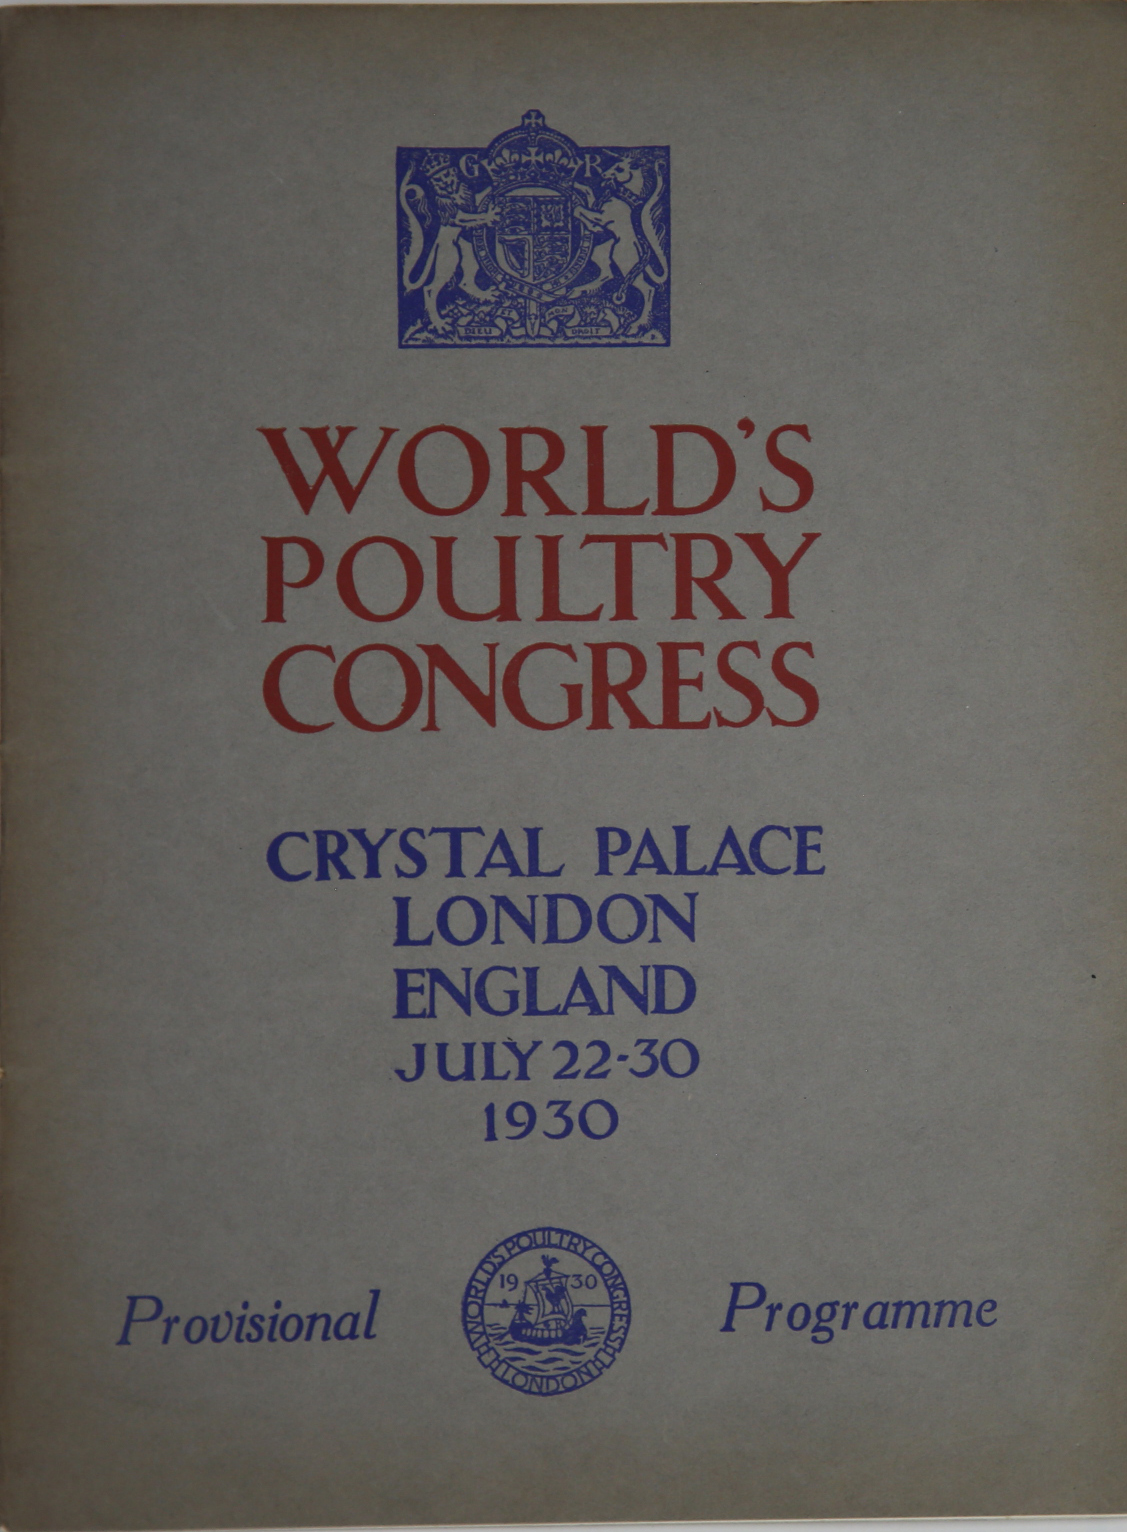 G R
DIEU ET MON DROIT
WORLD'S
POULTRY
CONGRESS
CRYSTAL PALACE
LONDON
ENGLAND
JULY 22-30
1930
WORLD'S POULTRY CONGRESS
19 30
LONDON
Provisional Programme